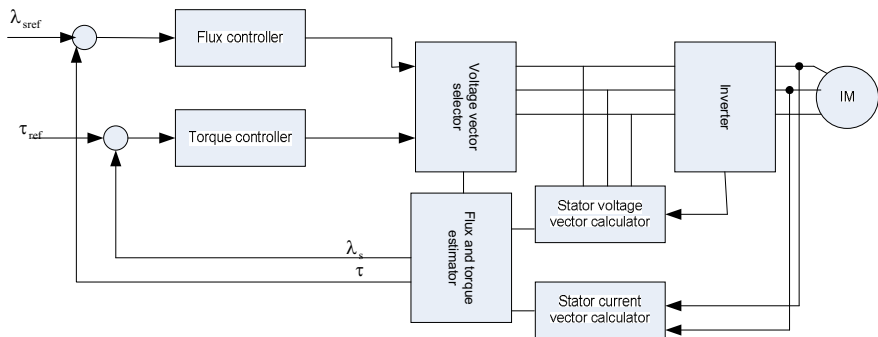 λsref
Flux controller
Voltage vector
selector
Inverter
IM
τref
Torque controller
Flux and torque
estimator
Stator voltage
vector calculator
λs
τ
Stator current
vector calculator